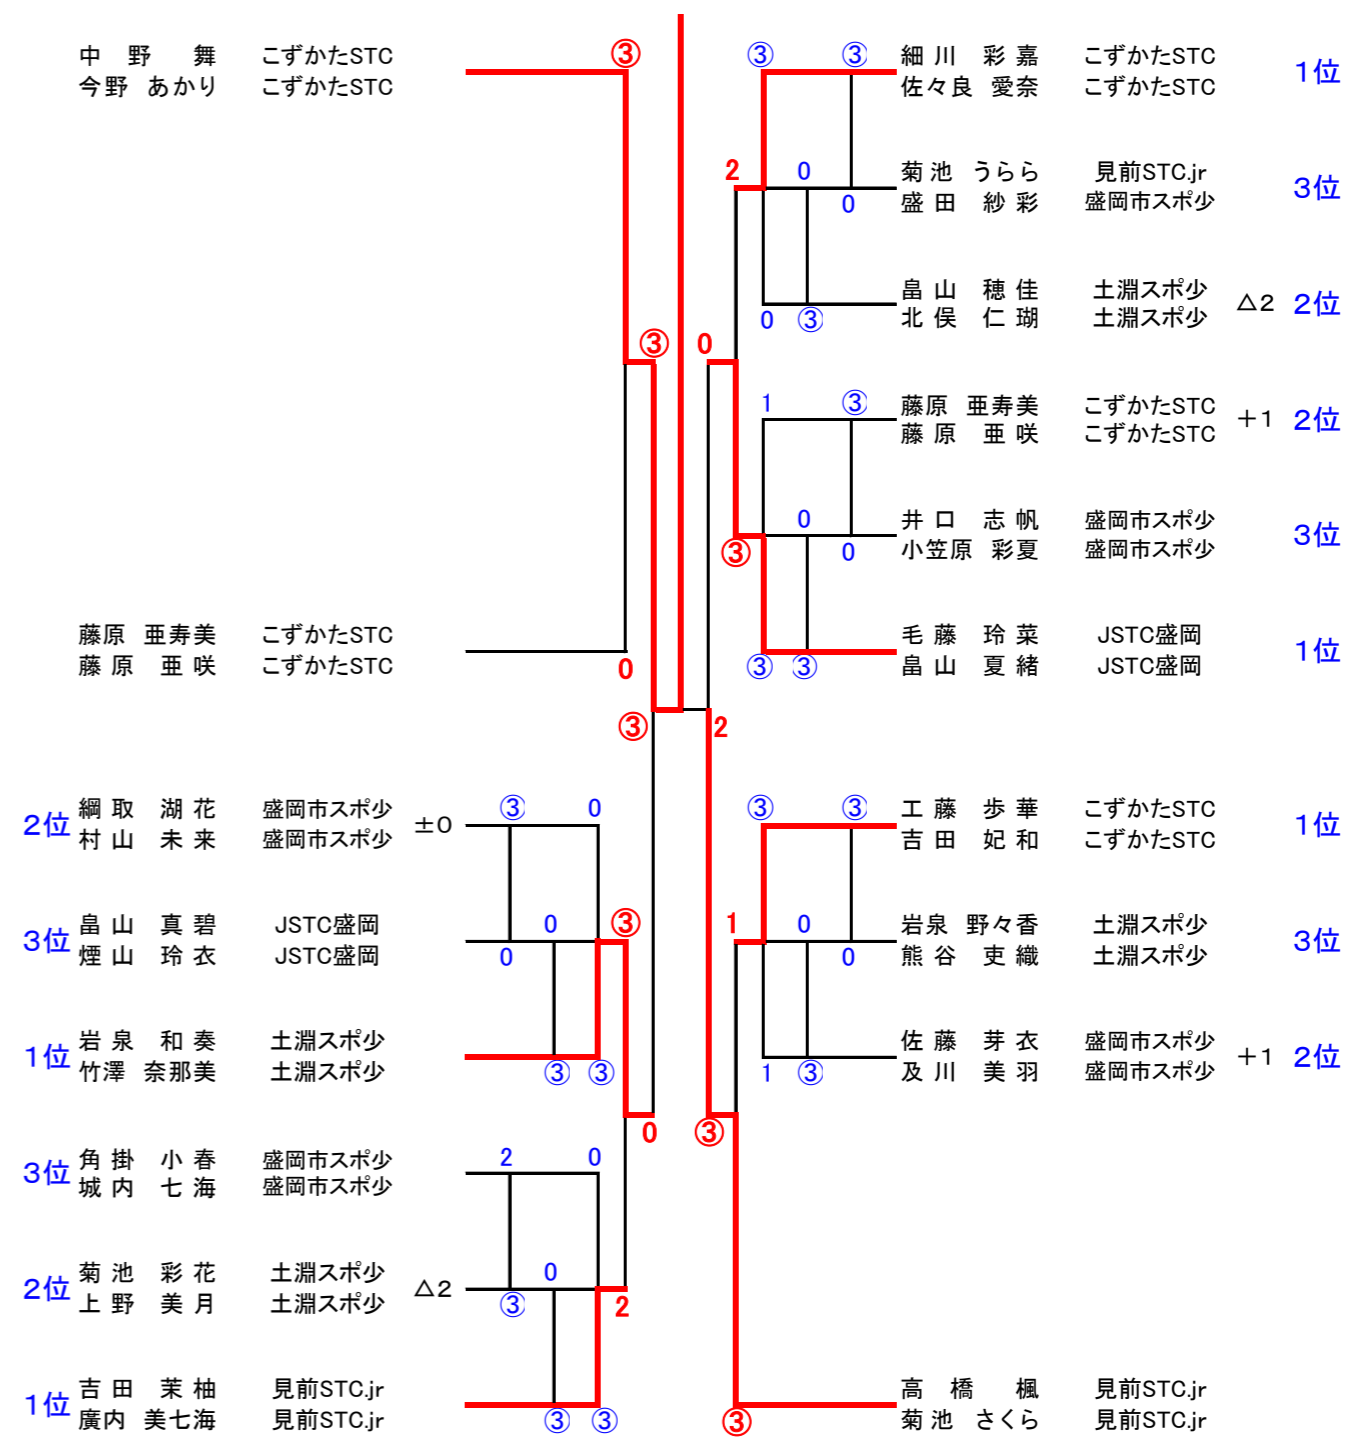 中野 舞 こずかたSTC
今野 あかり こずかたSTC
③
藤原 亜寿美 こずかたSTC
藤原 亜咲 こずかたSTC
0
③
③
2位 綱取 湖花 盛岡市スポ少 ±0 ③ 0
村山 未来 盛岡市スポ少
3位 畠山 真碧 JSTC盛岡 0 ③
煙山 玲衣 JSTC盛岡 0
1位 岩泉 和奏 土淵スポ少
竹澤 奈那美 土淵スポ少 ③ ③
0
3位 角掛 小春 盛岡市スポ少 2 0
城内 七海 盛岡市スポ少
2位 菊池 彩花 土淵スポ少 △2 0
上野 美月 土淵スポ少 ③ 2
1位 吉田 茉柚 見前STC.jr
廣内 美七海 見前STC.jr ③ ③
③ ③ 細川 彩嘉 こずかたSTC 1位
佐々良 愛奈 こずかたSTC
2 0 菊池 うらら 見前STC.jr 3位
0 盛田 紗彩 盛岡市スポ少
畠山 穂佳 土淵スポ少 △2 2位
0 ③ 北俣 仁瑚 土淵スポ少
0
1 ③ 藤原 亜寿美 こずかたSTC +1 2位
藤原 亜咲 こずかたSTC
0 井口 志帆 盛岡市スポ少 3位
③ 0 小笠原 彩夏 盛岡市スポ少
毛藤 玲菜 JSTC盛岡 1位
③ ③ 畠山 夏緒 JSTC盛岡
2
③ ③ 工藤 歩華 こずかたSTC 1位
吉田 妃和 こずかたSTC
1 0 岩泉 野々香 土淵スポ少 3位
0 熊谷 吏織 土淵スポ少
佐藤 芽衣 盛岡市スポ少 +1 2位
1 ③ 及川 美羽 盛岡市スポ少
③
高橋 楓 見前STC.jr
③ 菊池 さくら 見前STC.jr